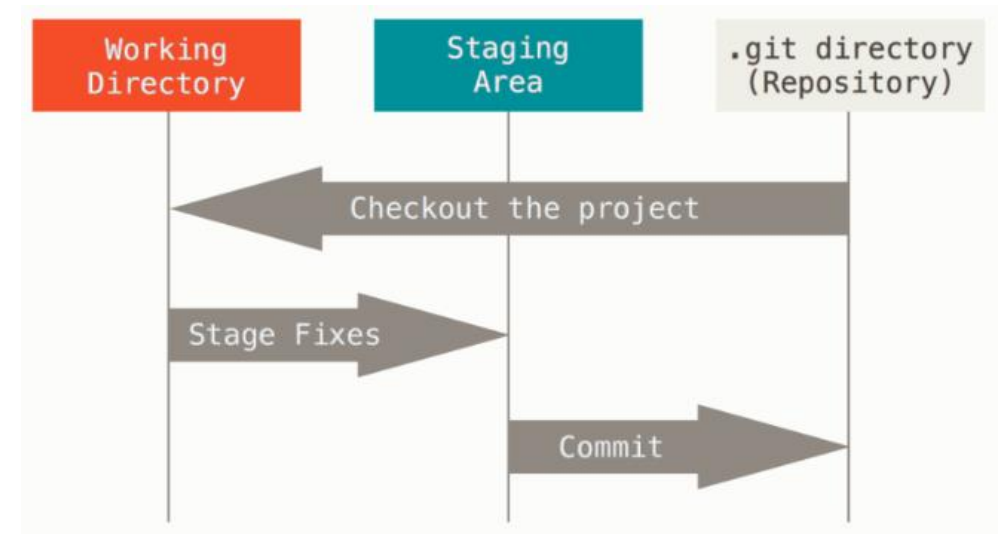 Working
Directory
Staging
Area
.git directory
(Repository)
Checkout the project
Stage Fixes
Commit